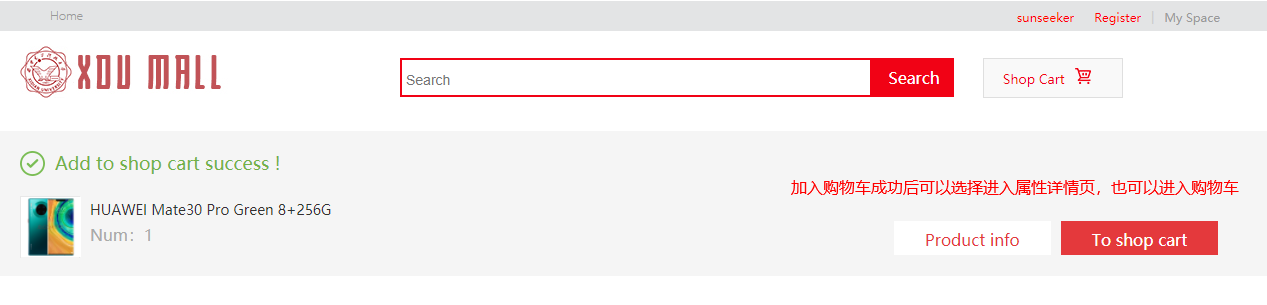 Home
sunseeker Register | My Space
XDU MALL
Search Search
Shop Cart
Add to shop cart success !
加入购物车成功后可以选择进入属性详情页，也可以进入购物车
HUAWEI Mate30 Pro Green 8+256G
Num：1
Product info
To shop cart